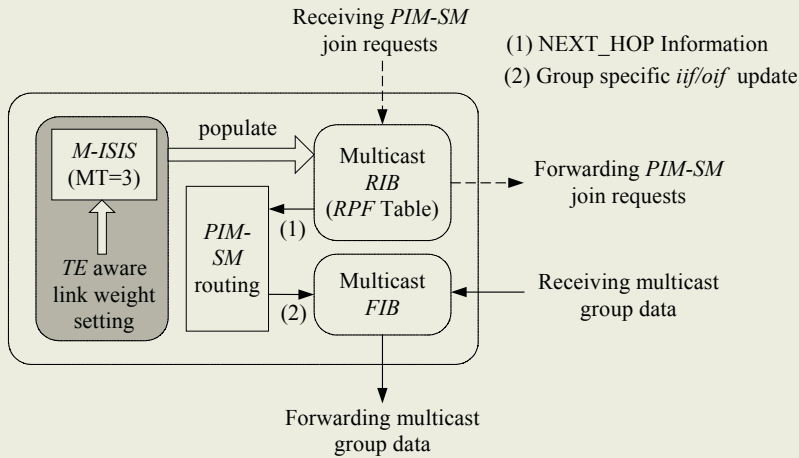 Receiving PIM-SM
join requests
(1) NEXT_HOP Information
(2) Group specific iif/oif update
populate
M-ISIS
(MT=3)
Multicast
RIB
(RPF Table)
Forwarding PIM-SM
join requests
(1)
PIM-
SM
routing
TE aware
link weight
setting
Multicast
FIB
(2)
Receiving multicast
group data
Forwarding multicast
group data